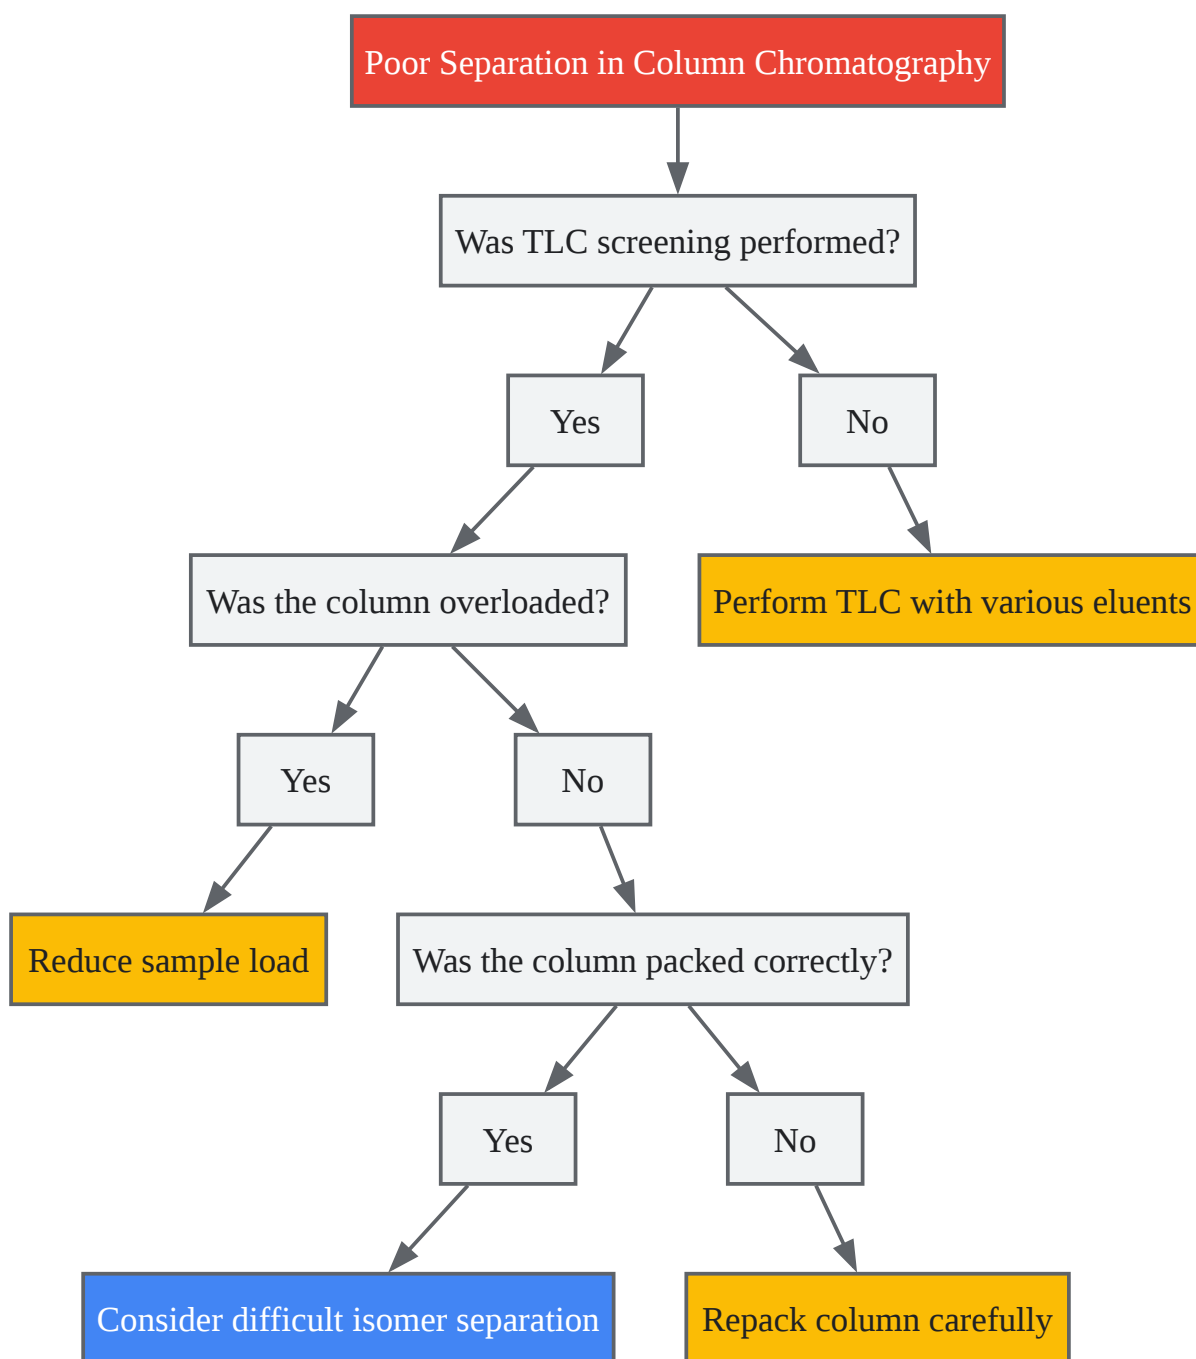 Poor Separation in Column Chromatography
Was TLC screening performed?
Yes
No
Was the column overloaded?
Perform TLC with various eluents
Yes
No
Reduce sample load
Was the column packed correctly?
Yes
No
Consider difficult isomer separation
Repack column carefully